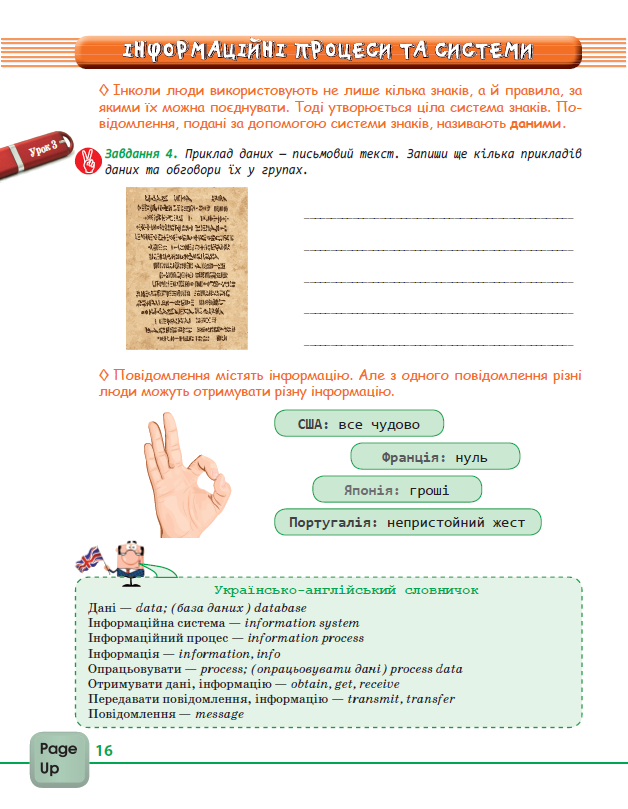 ІНФОРМАЦІЙНІ ПРОЦЕСИ ТА СИСТЕМИ
◊ Інколи люди використовують не лише кілька знаків, а й правила, за
якими їх можна поєднувати. Тоді утворюється ціла система знаків. По-
відомлення, подані за допомогою системи знаків, називають даними.
Урок 3
Завдання 4. Приклад даних – письмовий текст. Запиши ще кілька прикладів
даних та обговори їх у групах.
◊ Повідомлення містять інформацію. Але з одного повідомлення різні
люди можуть отримувати різну інформацію.
США: все чудово
Франція: нуль
Японія: гроші
Португалія: непристойний жест
Українсько-англійський словничок
Дані — data; (база даних) database
Інформаційна система — information system
Інформаційний процес — information process
Інформація — information, info
Опрацьовувати — process; (опрацьовувати дані) process data
Отримувати дані, інформацію — obtain, get, receive
Передавати повідомлення, інформацію — transmit, transfer
Повідомлення — message
Page
Up
16